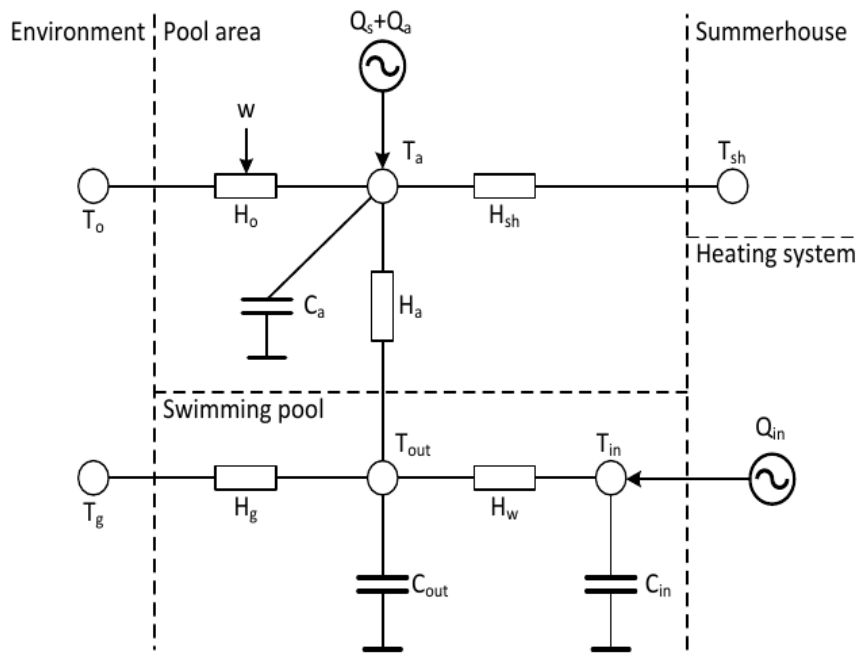 Environment
Pool area
Qs+Qa
Summerhouse
w
Ta
Tsh
To
Ho
Hsh
Heating system
Ca
Ha
Swimming pool
Tout
Tin
Qin
Tg
Hg
Hw
Cout
Cin